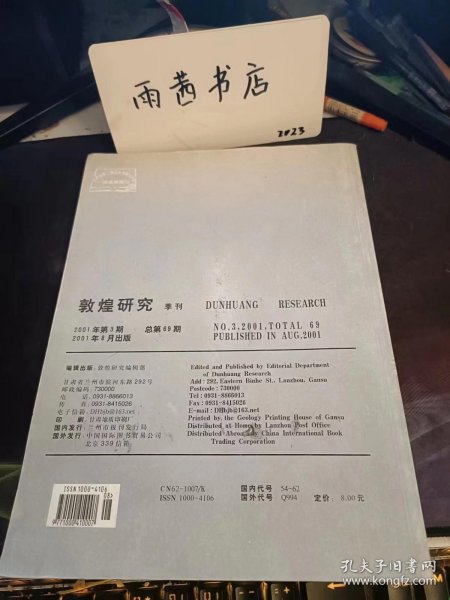 雨茜书店
2023
敦煌研究 季刊 DUNHUANG RESEARCH
2001年第3期 总第69期 NO.3,2001,TOTAL 69
2001年8月出版 PUBLISHED IN AUG.2001
编辑出版:敦煌研究编辑部
甘肃省兰州市滨河东路292号
邮政编码:730000
电 话:0931-8866013
传 真:0931-8415026
电子信箱:DHbjb@163.net
印 刷:甘肃地质印刷厂
国内发行:兰州市报刊发行局
国外发行:中国国际图书贸易公司
北京339信箱
Edited and Published by Editorial Department
of Dunhuang Research
Add:292, Eastern Binhe St., Lanzhou, Gansu
Postcode:730000
Tel:0931-8866013
Fax:0931-8415026
E-mail:DHbjb@163.net
Printed by the Geology Printing House of Gansu
Distributed at Home by Lanzhou Post Office
Distributed Abroad by China International Book
Trading Corporation
ISSN 1000-4106
08>
9 771000 410007
CN62-1007/K 国内代号 54-62
ISSN 1000-4106 国外代号 Q994 定价:8.00元
孔夫子旧书网
www.kongfz.com